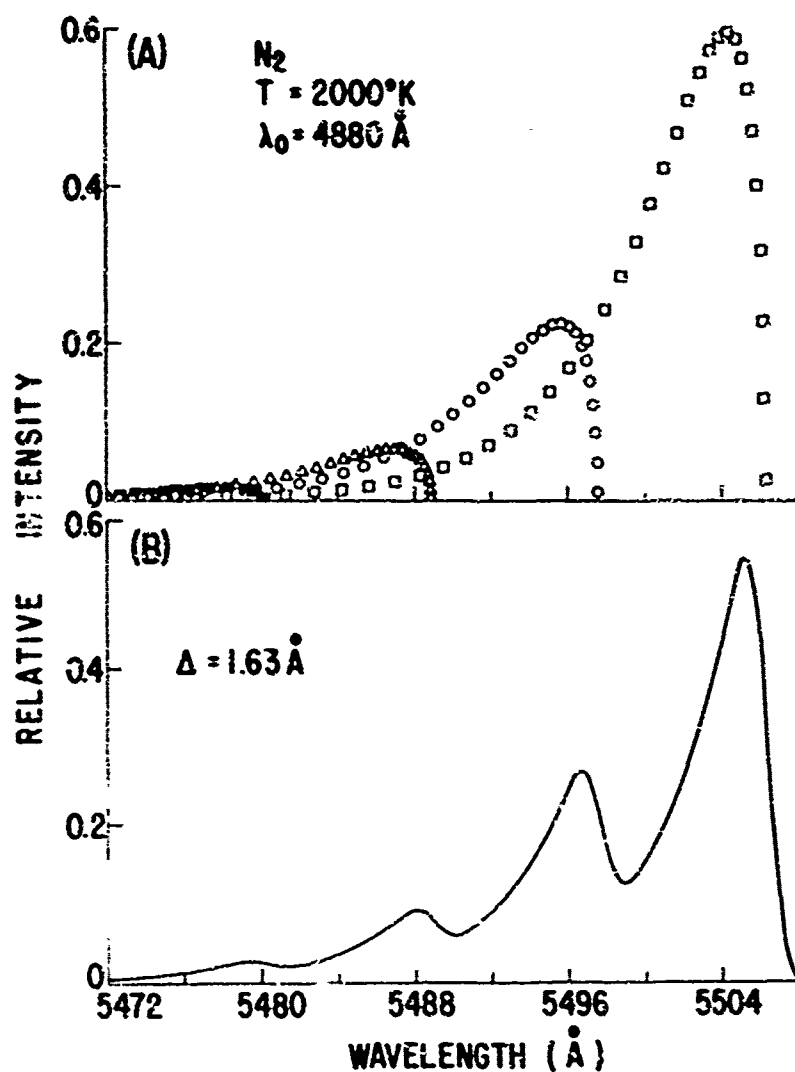 (A)
N2
T = 2000°K
λ0 = 4880 Å
0.6
0.4
0.2
0
(B)
Δ = 1.63 Å
0.6
0.4
0.2
0
5472 5480 5488 5496 5504
WAVELENGTH (Å)
RELATIVE INTENSITY